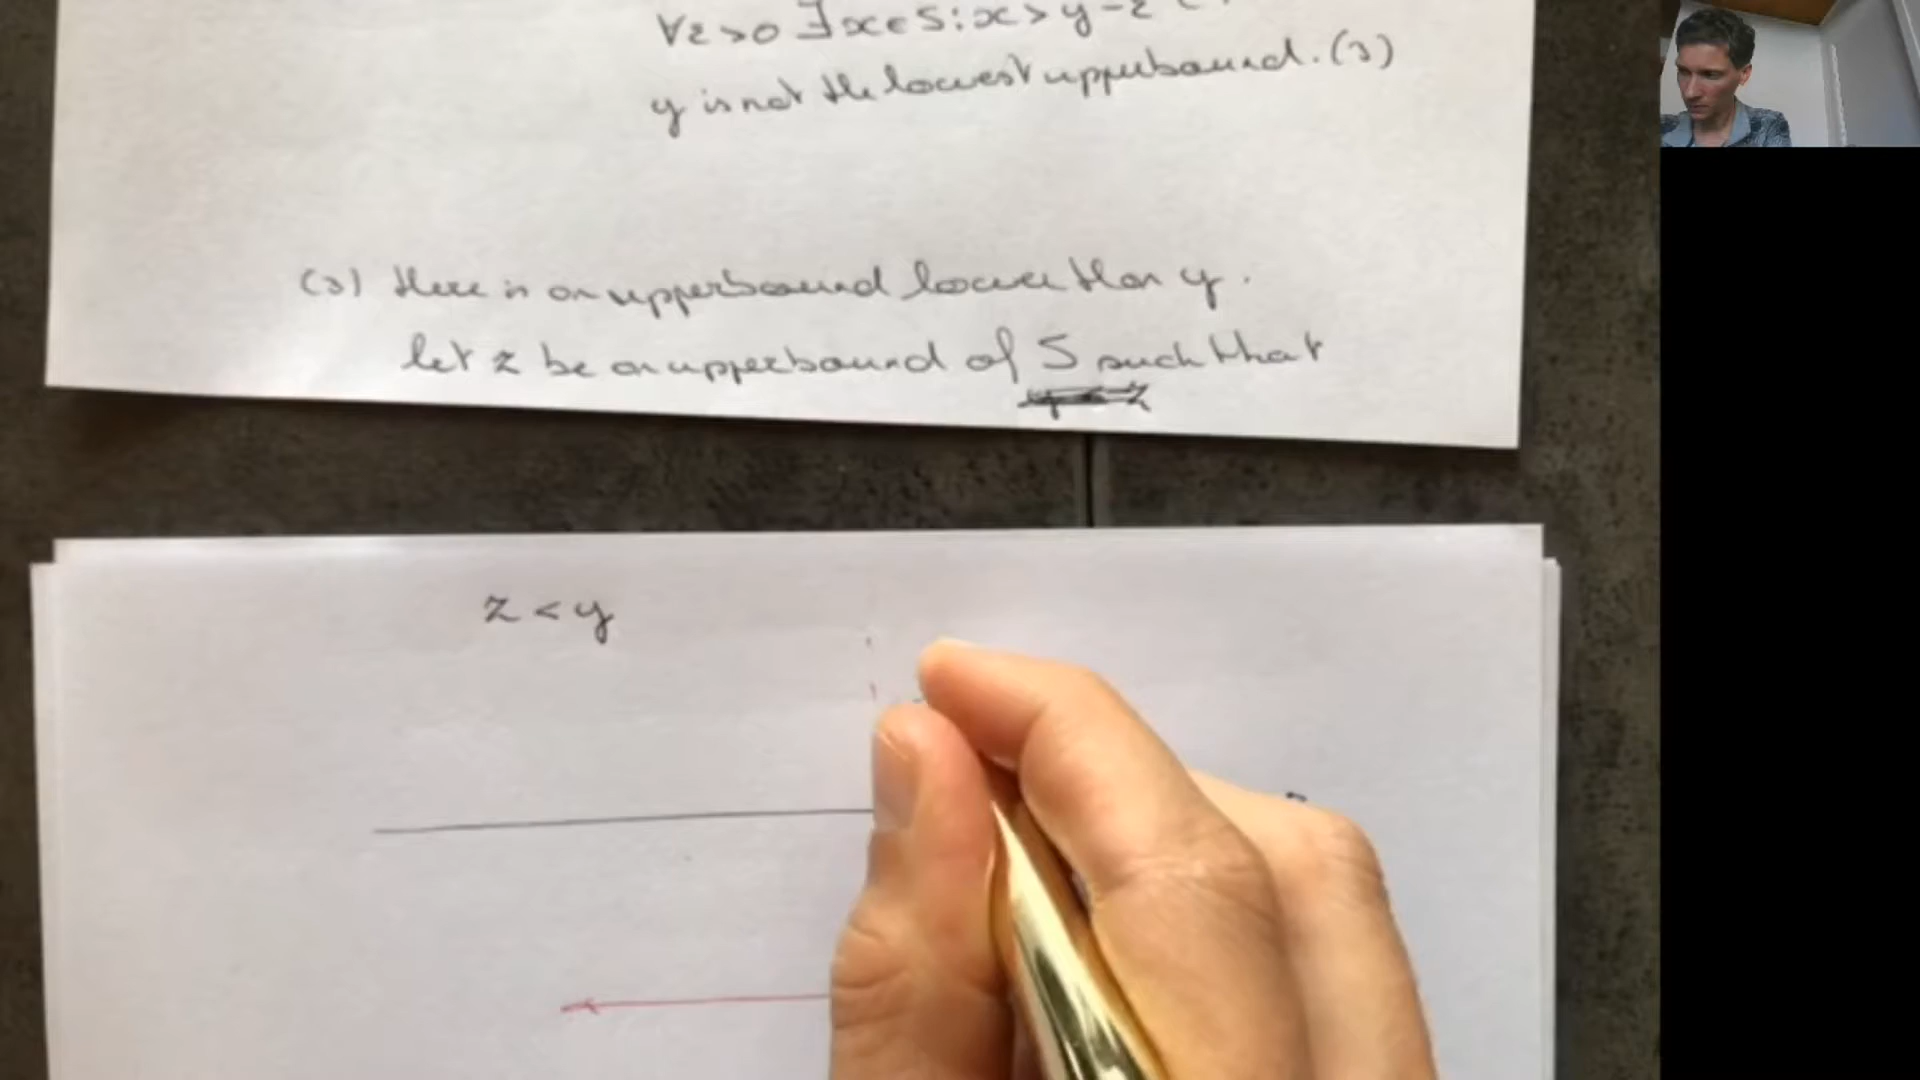 ∀ε>0 ∃x∈S: x > y-ε
y is not the lowest upperbound. (3)
(3) there is an upperbound lower than y.
let z be an upperbound of S such that
z < y